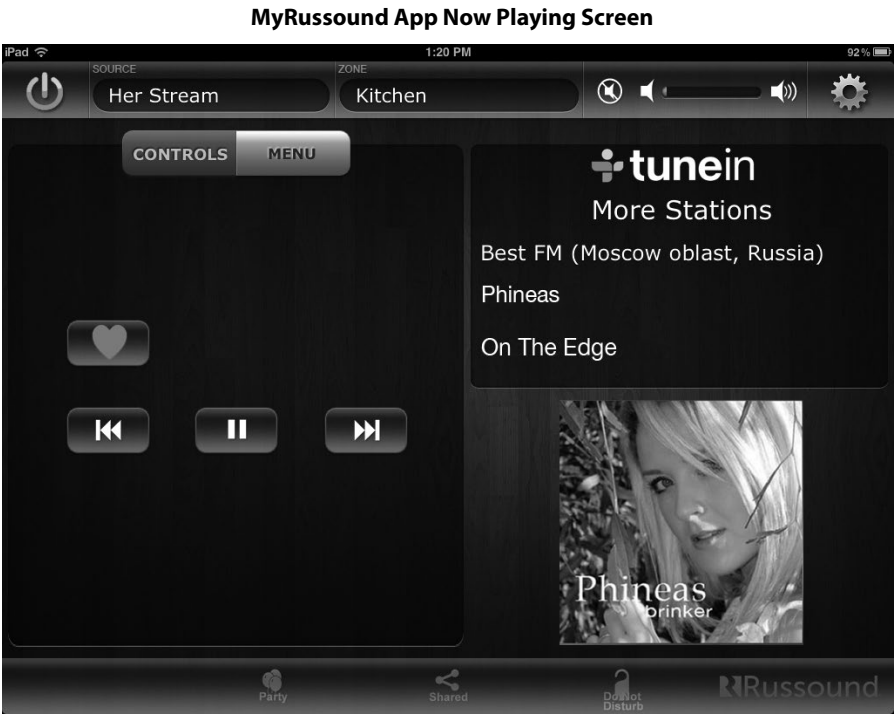 MyRussound App Now Playing Screen
iPad 1:20 PM 92%
SOURCE ZONE
Her Stream Kitchen
CONTROLS MENU
tunein
More Stations
Best FM (Moscow oblast, Russia)
Phineas
On The Edge
Phineas
brinker
Party Shared Do Not
Disturb
Russound